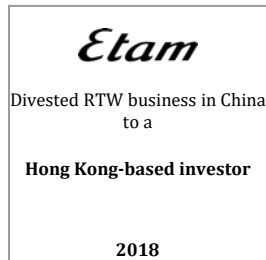 Etam
Divested RTW business in China
to a
Hong Kong-based investor
2018